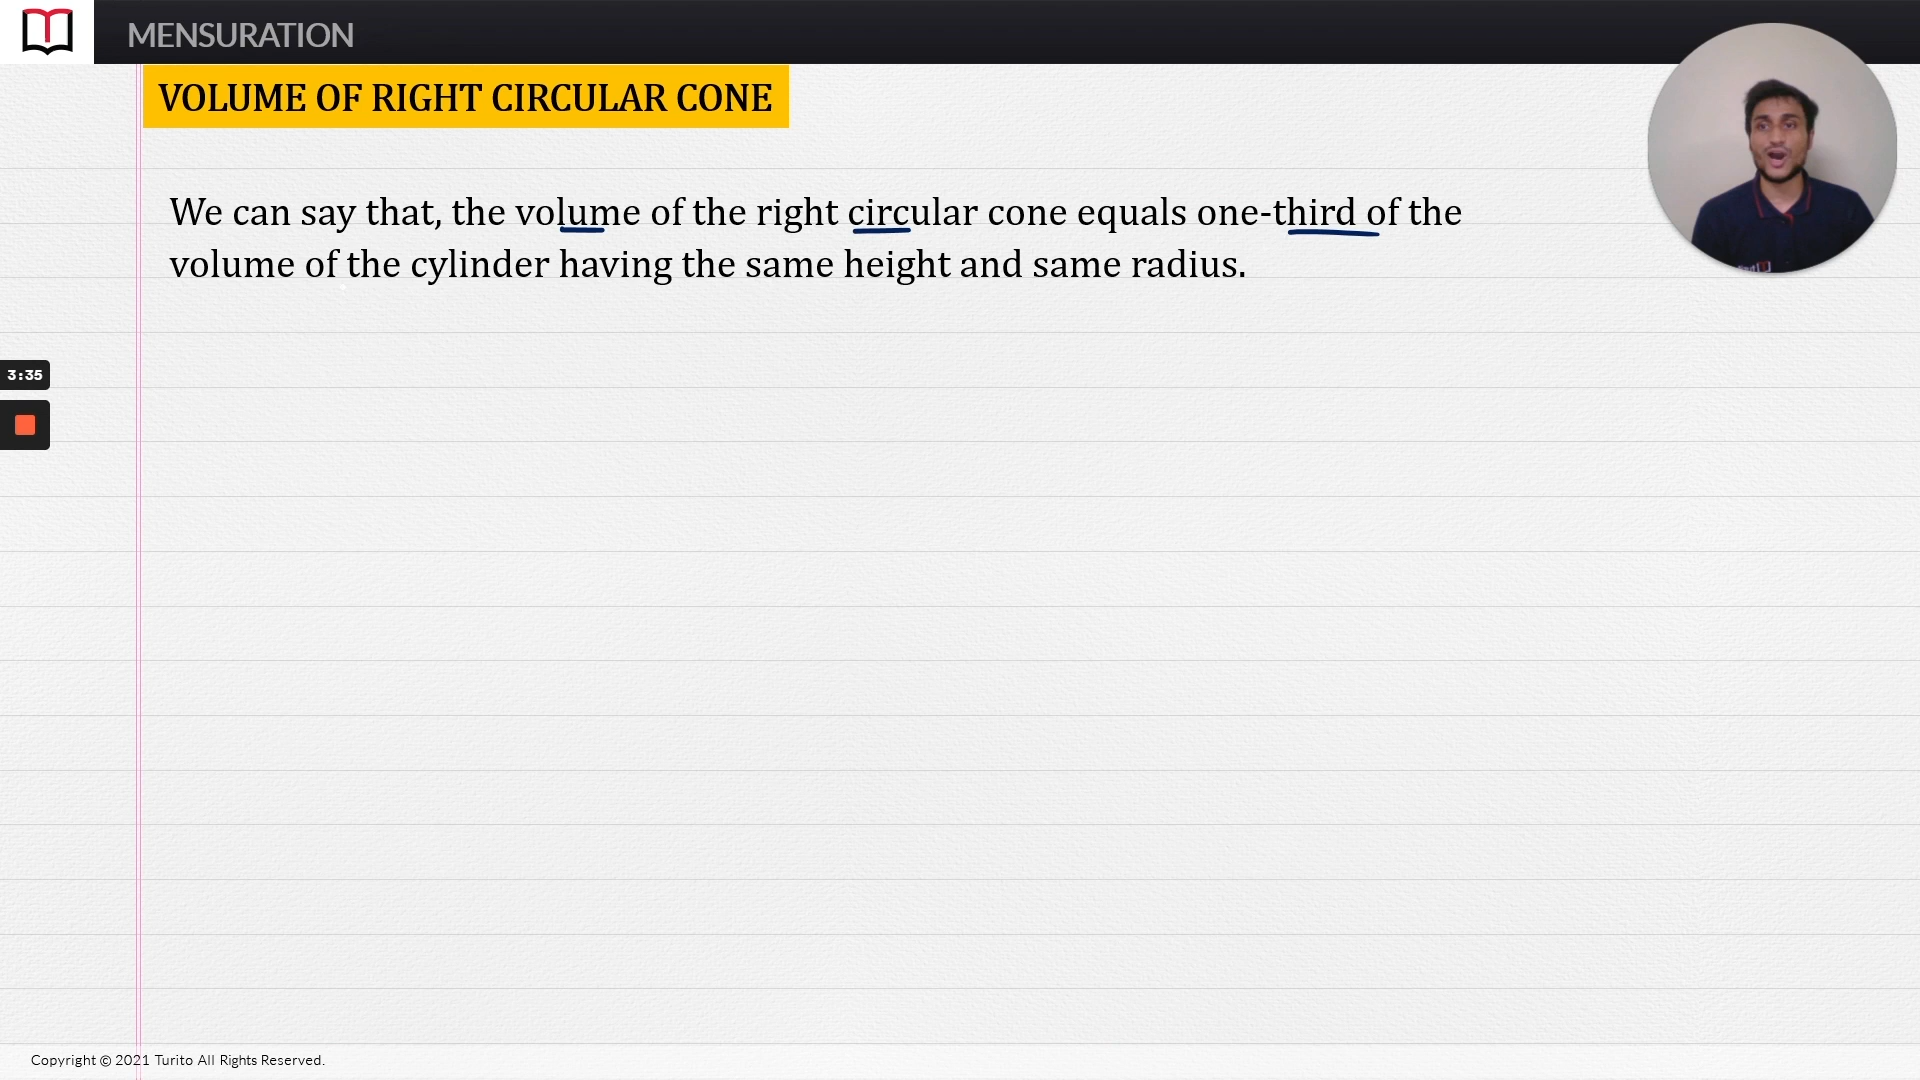 MENSURATION
VOLUME OF RIGHT CIRCULAR CONE
We can say that, the volume of the right circular cone equals one-third of the
volume of the cylinder having the same height and same radius.
3:35
Copyright © 2021 Turito All Rights Reserved.